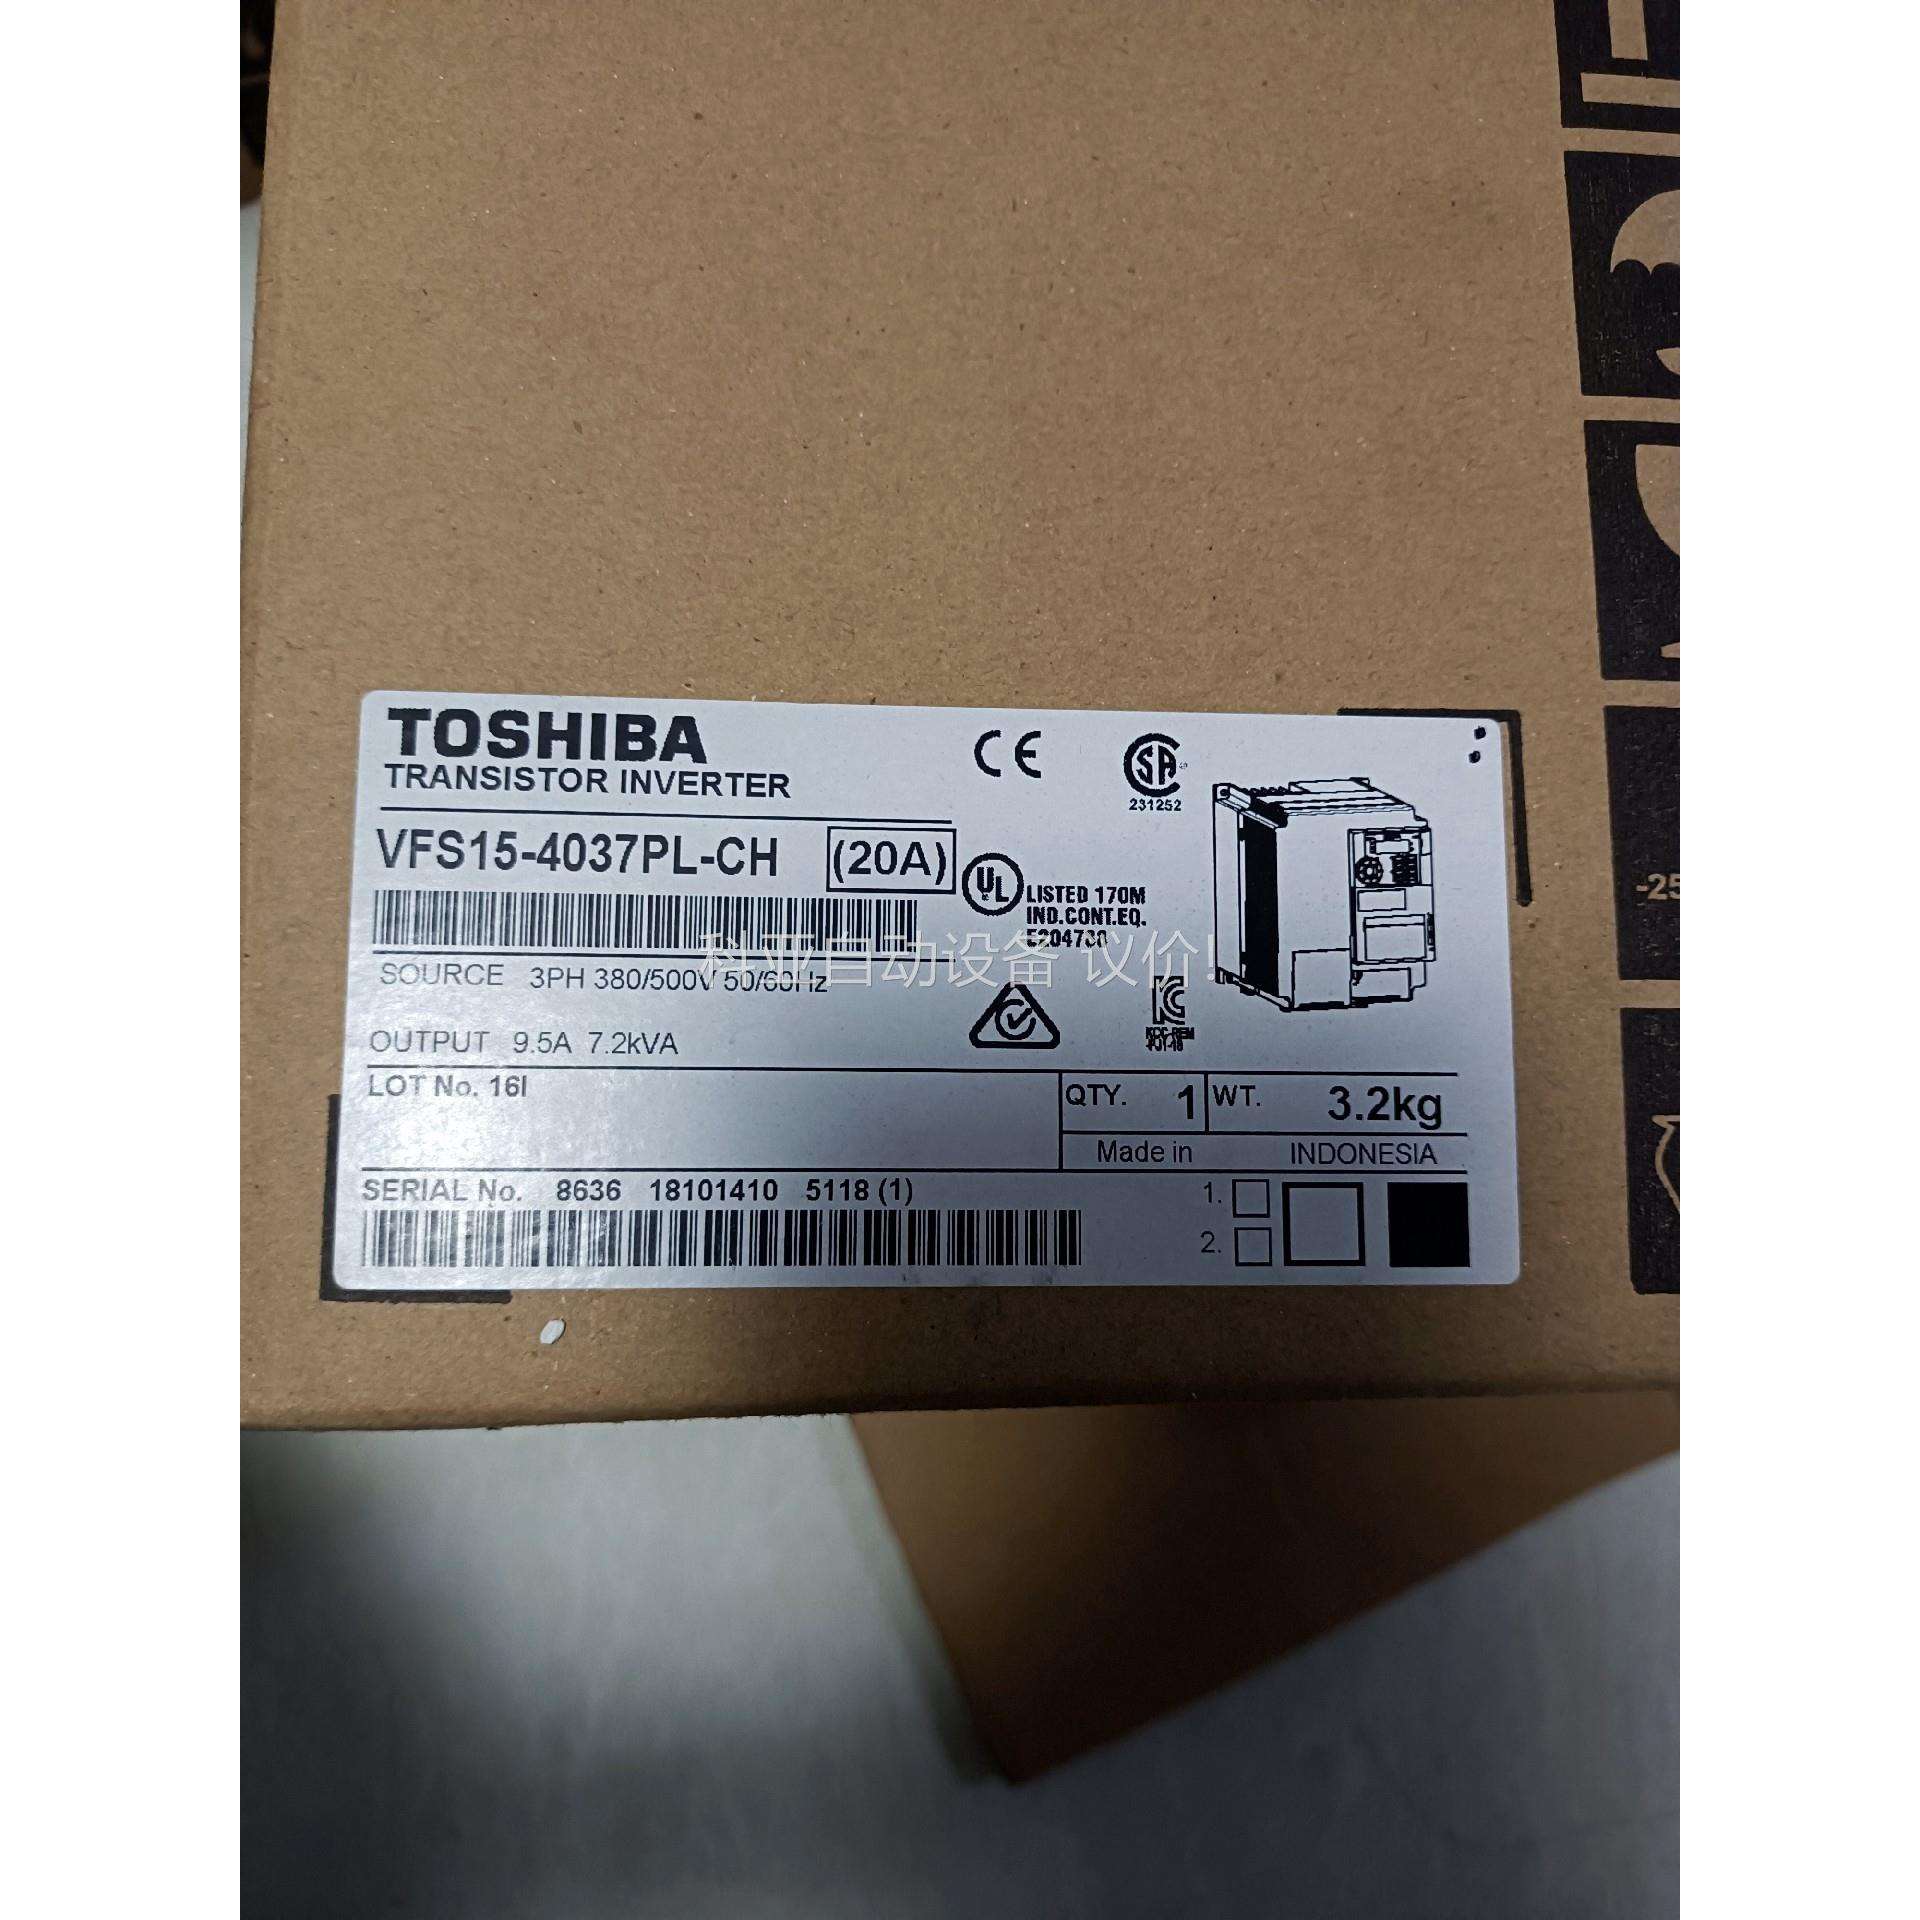 TOSHIBA
TRANSISTOR INVERTER
VFS15-4037PL-CH (20A)
231252
UL
LISTED 170M
IND.CONT.EQ.
科亚自动设备 议价!
SOURCE 3PH 380/500V 50/60Hz
OUTPUT 9.5A 7.2kVA
LOT No. 16I
QTY. 1 WT. 3.2kg
Made in INDONESIA
SERIAL No. 8636 18101410 5118 (1)
1.
2.
-25